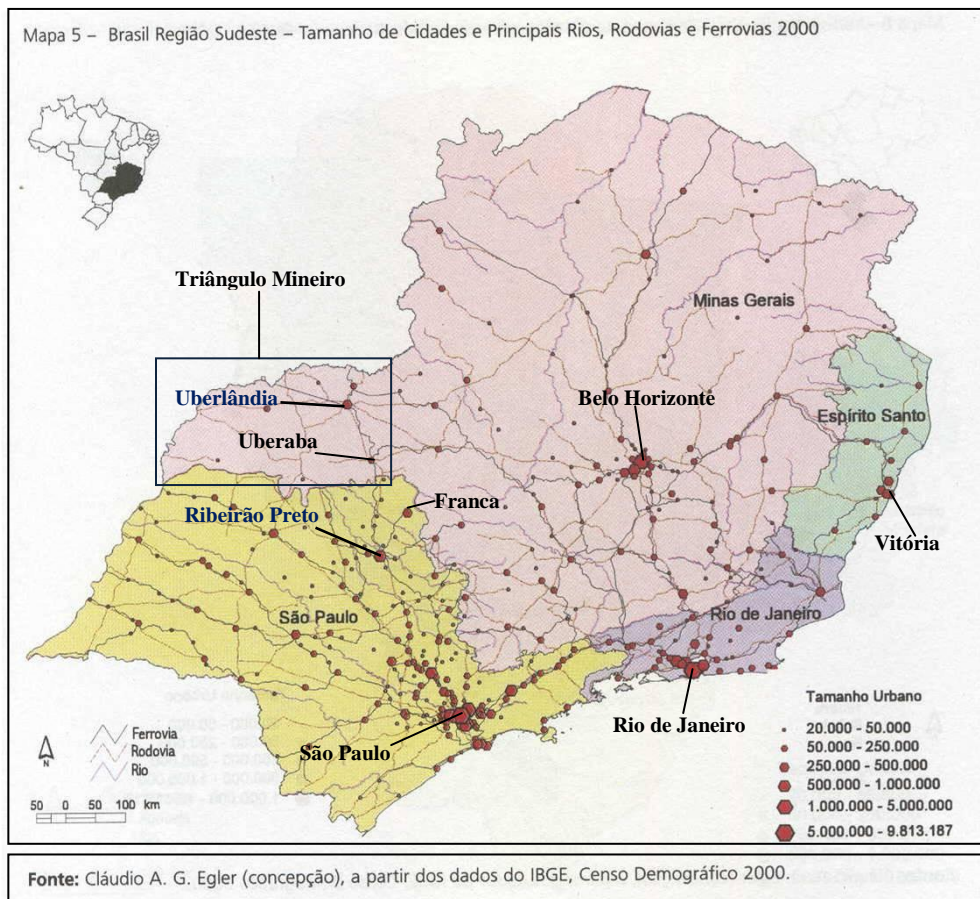 Mapa 5 – Brasil Região Sudeste – Tamanho de Cidades e Principais Rios, Rodovias e Ferrovias 2000
Triângulo Mineiro
Minas Gerais
Uberlândia
Belo Horizonte
Espírito Santo
Uberaba
Franca
Ribeirão Preto
Vitória
São Paulo
Rio de Janeiro
Rio de Janeiro
São Paulo
Ferrovia
Rodovia
Rio
N
50 0 50 100 km
Tamanho Urbano
20.000 - 50.000
50.000 - 250.000
250.000 - 500.000
500.000 - 1.000.000
1.000.000 - 5.000.000
5.000.000 - 9.813.187
Fonte: Cláudio A. G. Egler (concepção), a partir dos dados do IBGE, Censo Demográfico 2000.